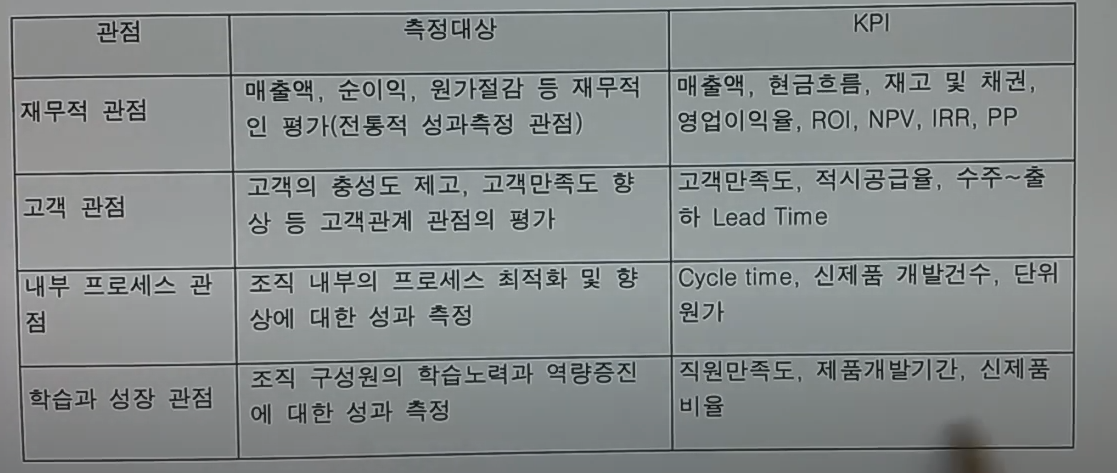 관점
측정대상
KPI
재무적 관점
매출액, 순이익, 원가절감 등 재무적
인 평가(전통적 성과측정 관점)
매출액, 현금흐름, 재고 및 채권,
영업이익율, ROI, NPV, IRR, PP
고객 관점
고객의 충성도 제고, 고객만족도 향
상 등 고객관계 관점의 평가
고객만족도, 적시공급율, 수주~출
하 Lead Time
내부 프로세스 관
점
조직 내부의 프로세스 최적화 및 향
상에 대한 성과 측정
Cycle time, 신제품 개발건수, 단위
원가
학습과 성장 관점
조직 구성원의 학습노력과 역량증진
에 대한 성과 측정
직원만족도, 제품개발기간, 신제품
비율